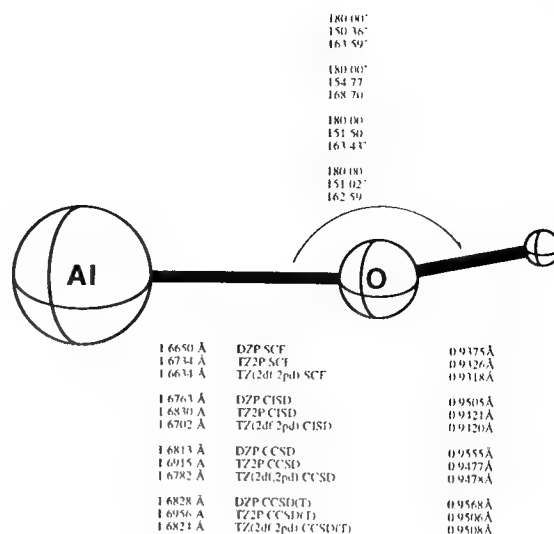 180.00°
150.36°
163.59°
180.00°
154.77
168.70
180.00
151.50
163.43°
180.00
151.02°
162.59
Al
O
1.6650 Å DZP SCF 0.9375Å
1.6734 Å TZ2P SCF 0.9326Å
1.6634 Å TZ(2df,2pd) SCF 0.9318Å
1.6763 Å DZP CISD 0.9505Å
1.6830 Å TZ2P CISD 0.9421Å
1.6702 Å TZ(2df,2pd) CISD 0.9420Å
1.6813 Å DZP CCSD 0.9555Å
1.6915 Å TZ2P CCSD 0.9477Å
1.6782 Å TZ(2df,2pd) CCSD 0.9478Å
1.6828 Å DZP CCSD(T) 0.9568Å
1.6956 Å TZ2P CCSD(T) 0.9506Å
1.6824 Å TZ(2df,2pd) CCSD(T) 0.9508Å